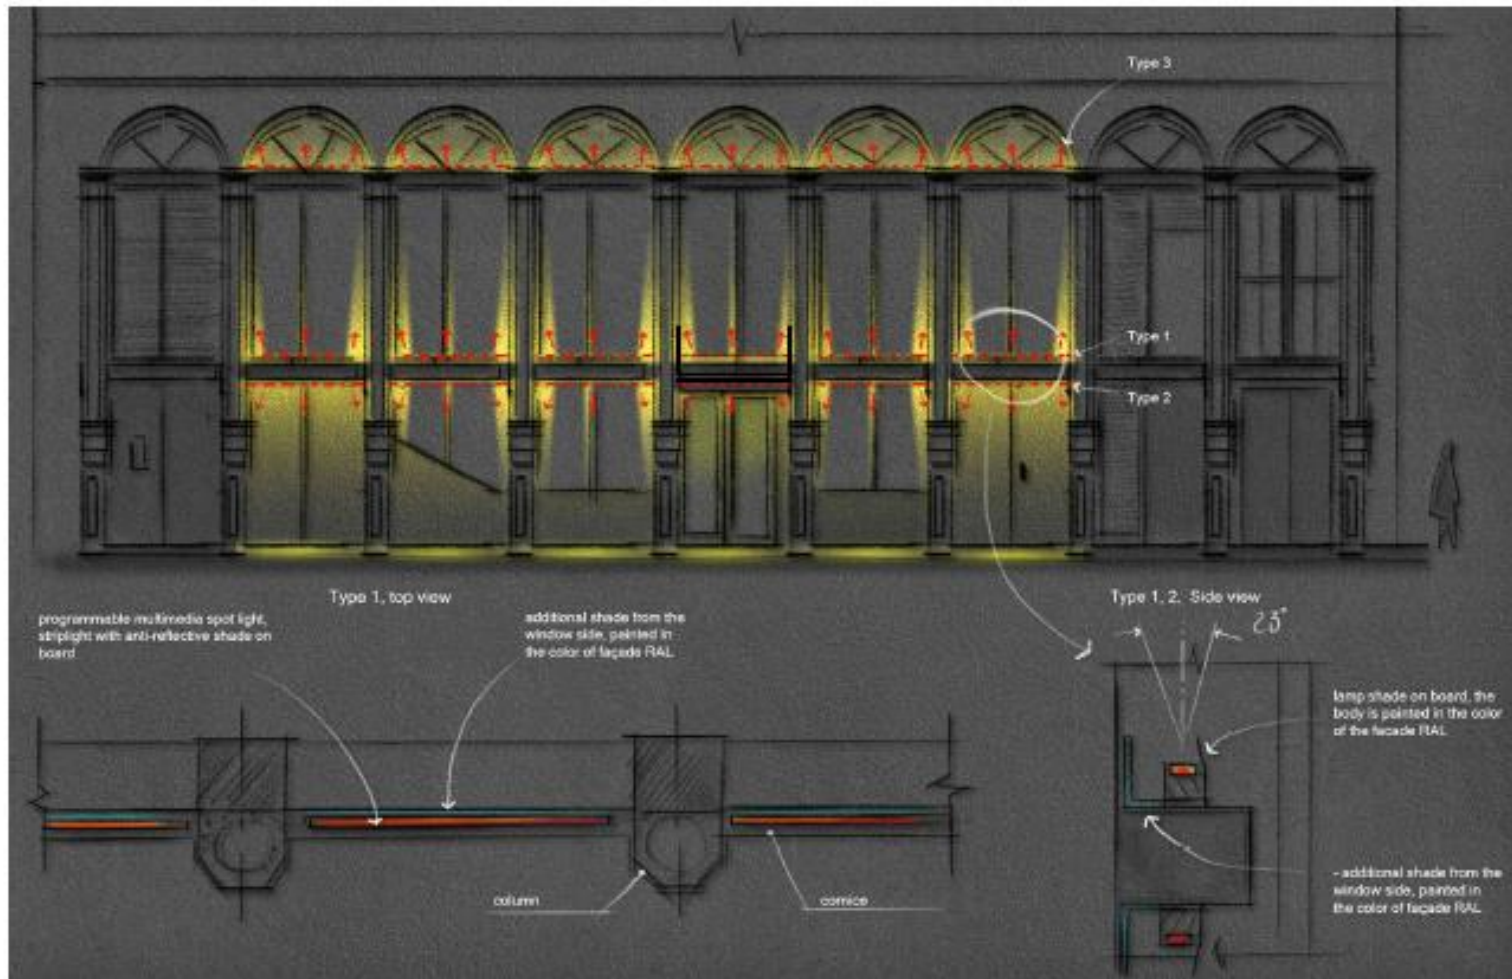 Type 3
Type 1
Type 2
Type 1, top view
programmable multimedia spot light,
striplight with anti-reflective shade on
board
additional shade from the
window side, painted in
the color of façade RAL
column
cornice
Type 1, 2. Side view
23°
lamp shade on board, the
body is painted in the color
of the facade RAL
- additional shade from the
window side, painted in
the color of façade RAL